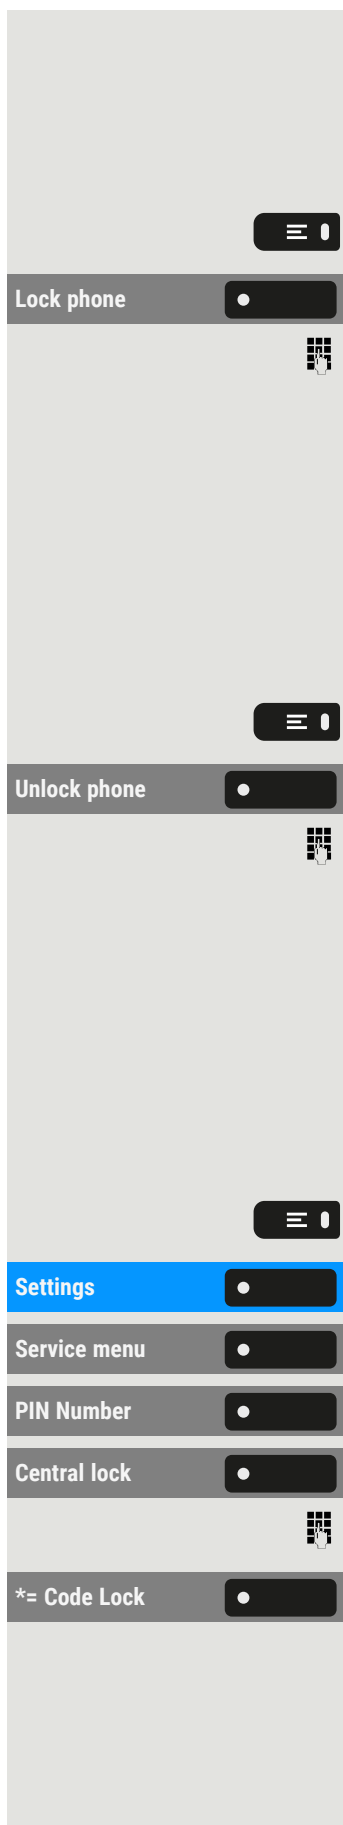 Lock phone
Unlock phone
Settings
Service menu
PIN Number
Central lock
*= Code Lock